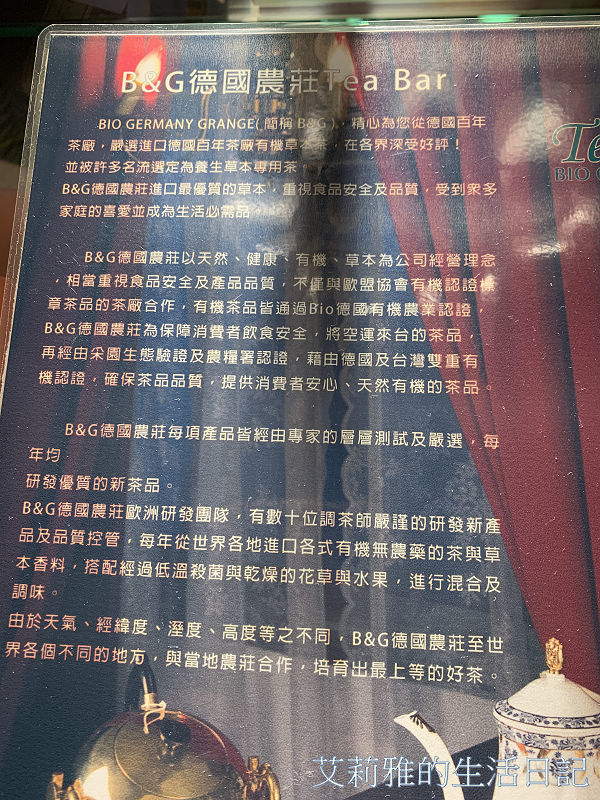 B&G德國農莊Tea Bar
BIO GERMANY GRANGE( 簡稱 B&G )，精心為您從德國百年
茶廠，嚴選進口德國百年茶廠有機草本茶，在各界深受好評！
並被許多名流選定為養生草本專用茶。
B&G德國農莊進口最優質的草本，重視食品安全及品質，受到眾多
家庭的喜愛並成為生活必需品
B&G德國農莊以天然、健康、有機、草本為公司經營理念
，相當重視食品安全及產品品質，不僅與歐盟協會有機認證標
章茶品的茶廠合作，有機茶品皆通過Bio德國有機農業認證，
B&G德國農莊為保障消費者飲食安全，將空運來台的茶品，
再經由采園生態驗證及農糧署認證，藉由德國及台灣雙重有
機認證，確保茶品品質，提供消費者安心、天然有機的茶品。
B&G德國農莊每項產品皆經由專家的層層測試及嚴選，每
年均
研發優質的新茶品。
B&G德國農莊歐洲研發團隊，有數十位調茶師嚴謹的研發新產
品及品質控管，每年從世界各地進口各式有機無農藥的茶與草
本香料，搭配經過低溫殺菌與乾燥的花草與水果，進行混合及
調味。
由於天氣、經緯度、溼度、高度等之不同，B&G德國農莊至世
界各個不同的地方，與當地農莊合作，培育出最上等的好茶。
Te
BIO G
艾莉雅的生活日記